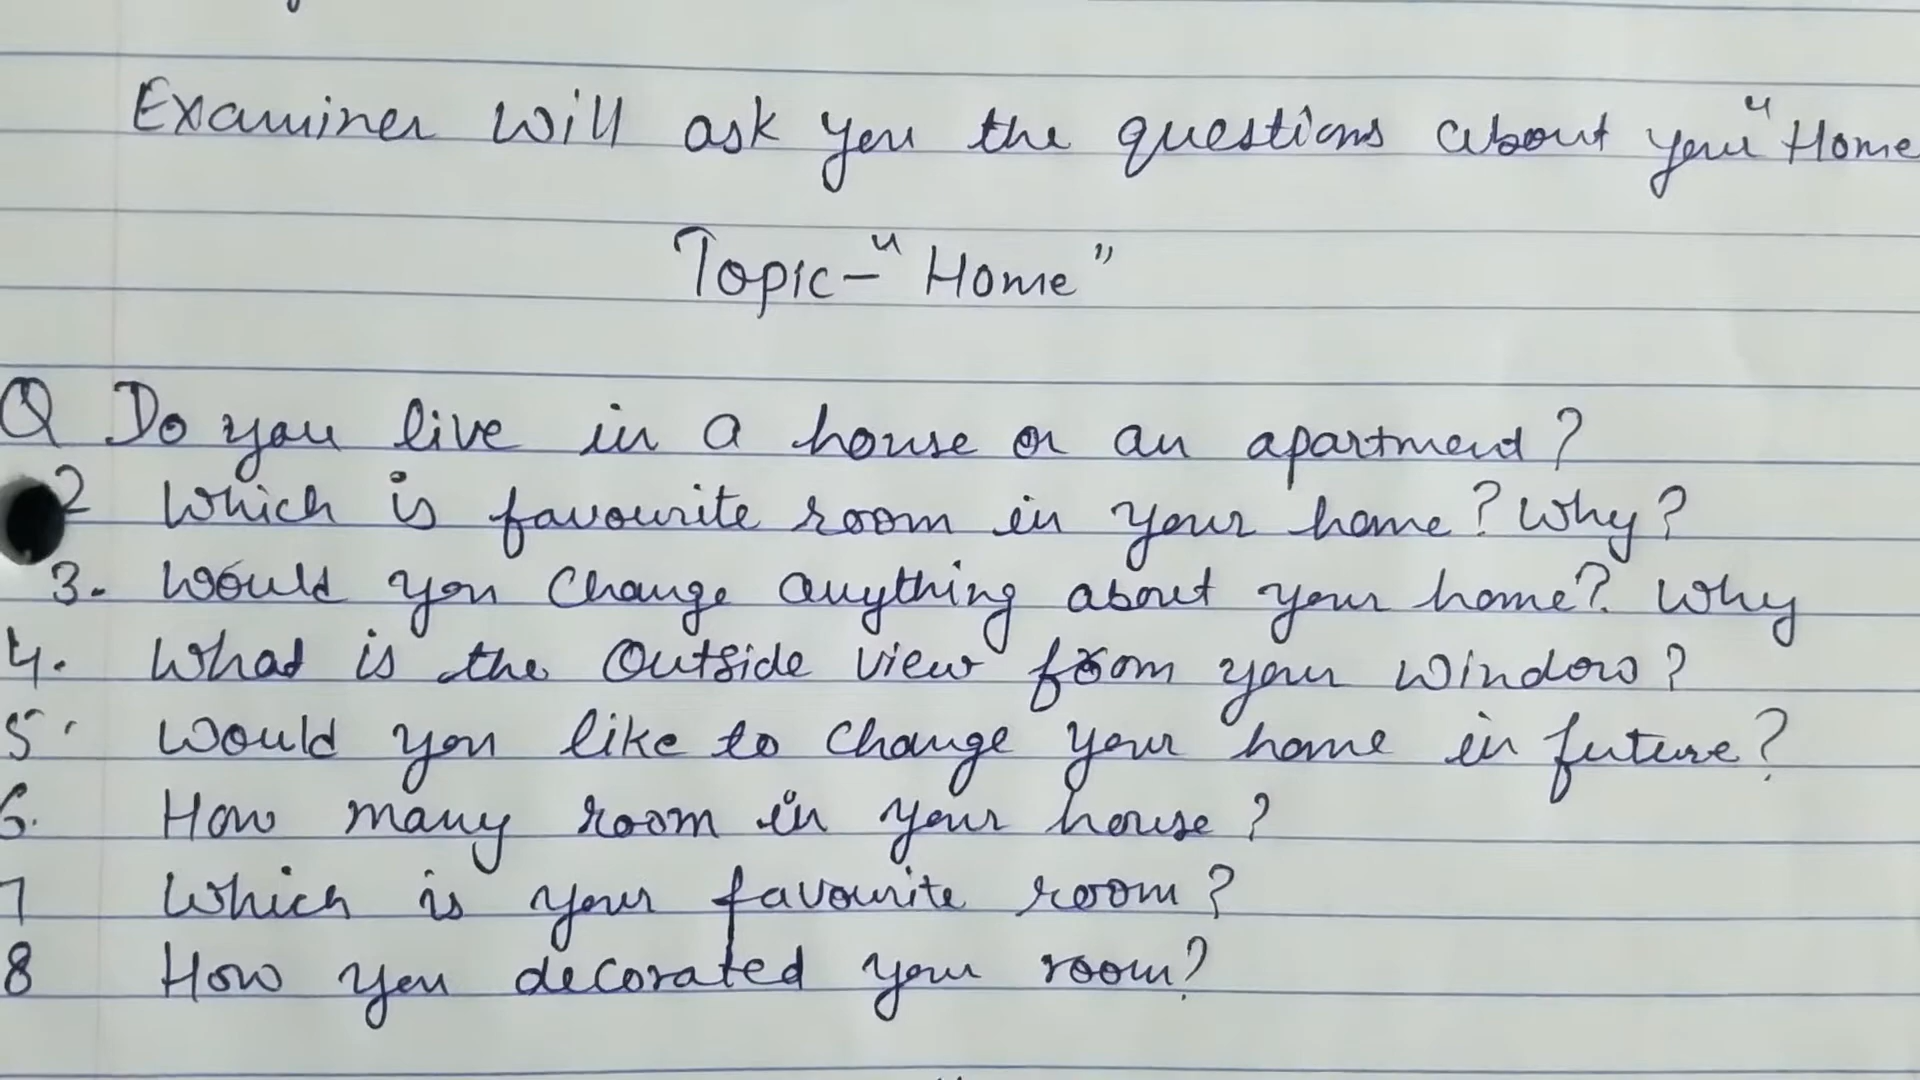 Examiner will ask you the questions about your "Home
Topic - "Home"
Q Do you live in a house or an apartment?
2 Which is favourite room in your home? Why?
3. Would you change anything about your home? Why
4. What is the Outside view from your window?
5. Would you like to change your home in future?
6. How many room in your house?
7 Which is your favourite room?
8 How you decorated your room?